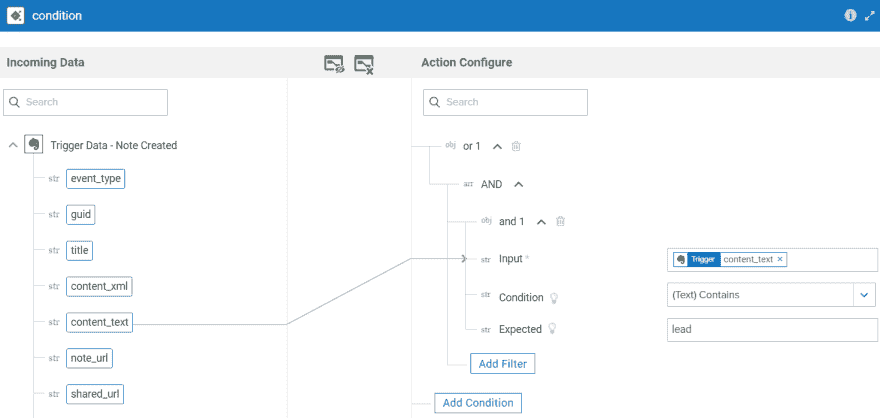 condition
Incoming Data
Action Configure
Search
Search
Trigger Data - Note Created
str event_type
str guid
str title
str content_xml
str content_text
str note_url
str shared_url
obj or 1
arr AND
obj and 1
str Input * Trigger content_text ×
str Condition (Text) Contains
str Expected lead
Add Filter
Add Condition